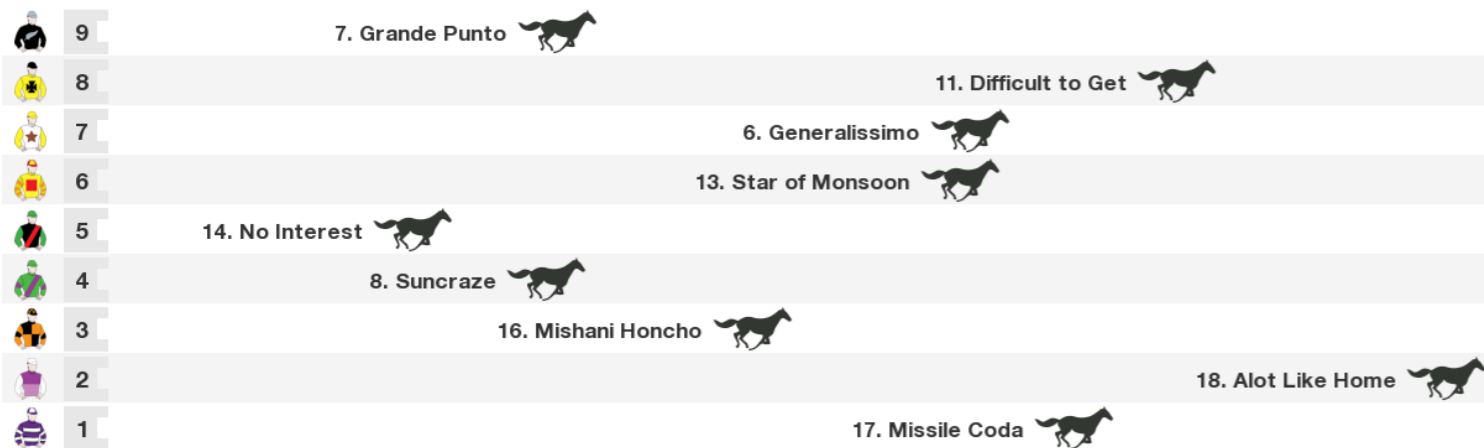 9 7. Grande Punto
8 11. Difficult to Get
7 6. Generalissimo
6 13. Star of Monsoon
5 14. No Interest
4 8. Suncraze
3 16. Mishani Honcho
2 18. Alot Like Home
1 17. Missile Coda